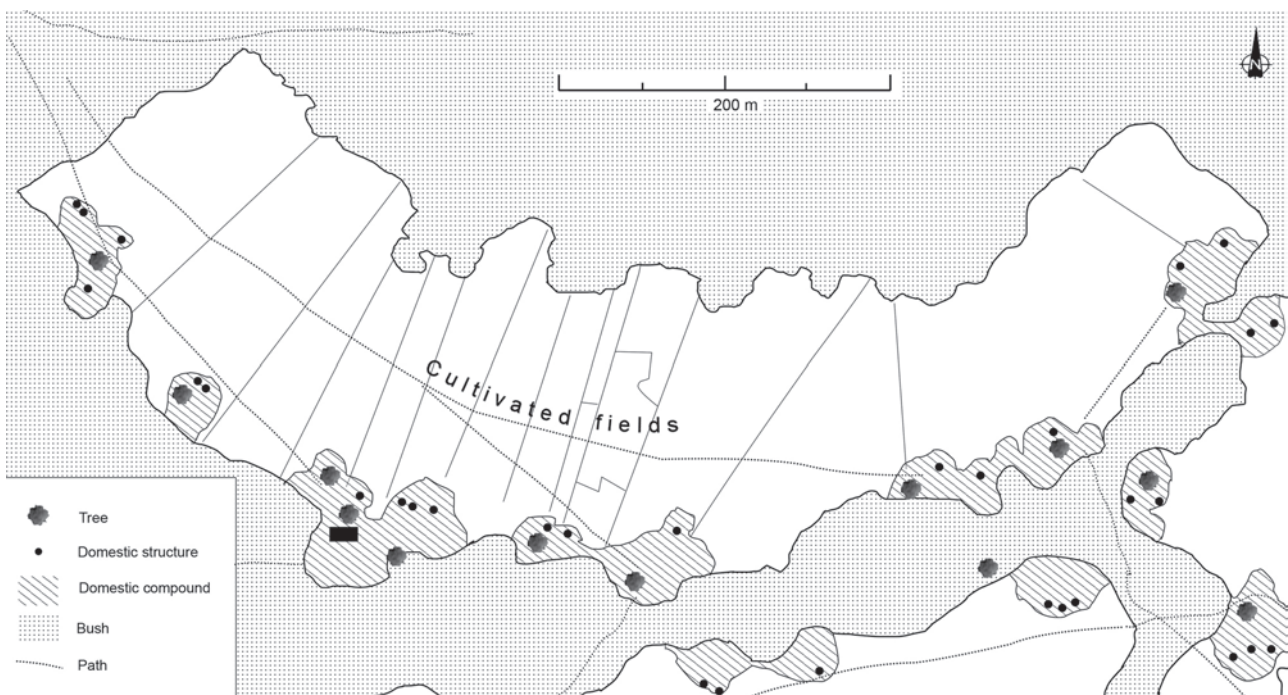 N
200 m
Cultivated fields
Tree
Domestic structure
Domestic compound
Bush
Path